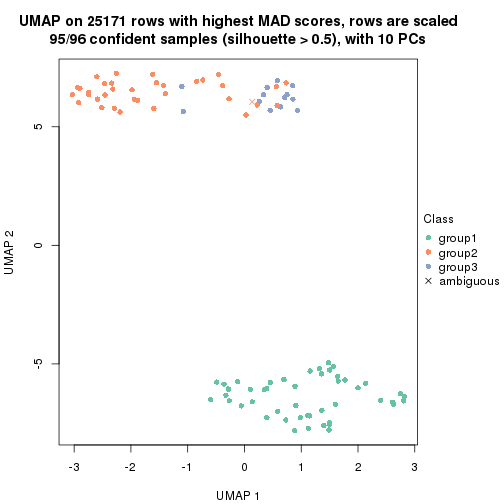 UMAP on 25171 rows with highest MAD scores, rows are scaled
95/96 confident samples (silhouette > 0.5), with 10 PCs
5
0
-5
UMAP 2
-3 -2 -1 0 1 2 3
UMAP 1
Class
group1
group2
group3
ambiguous